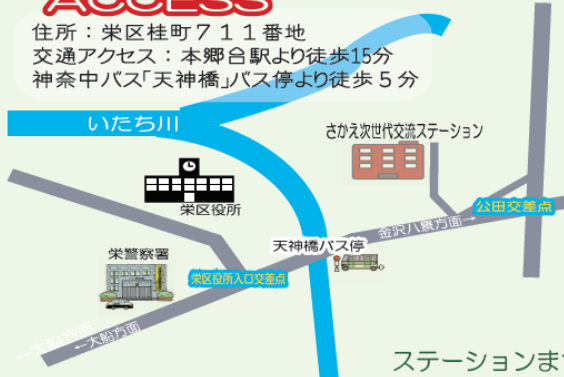 ACCESS
住所：栄区桂町７１１番地
交通アクセス：本郷台駅より徒歩15分
神奈中バス「天神橋」バス停より徒歩５分
いたち川
さかえ次世代交流ステーション
栄区役所
公田交差点
金沢八景方面→
天神橋バス停
栄警察署
栄区役所入口交差点
←大船方面
←大船方面
ステーションまで